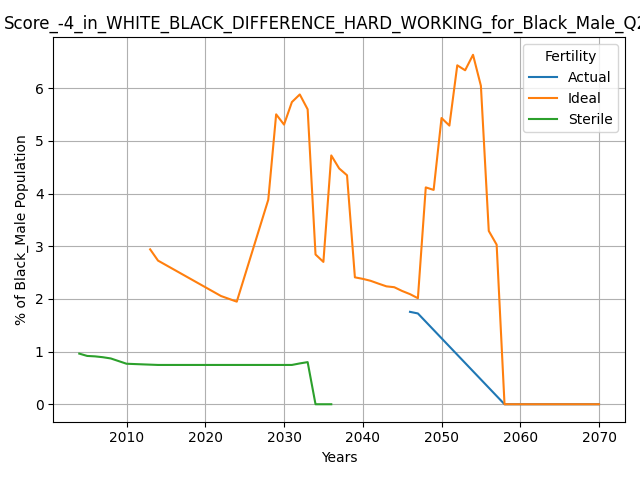 Score_-4_in_WHITE_BLACK_DIFFERENCE_HARD_WORKING_for_Black_Male_Q2
Fertility
Actual
Ideal
Sterile
% of Black_Male Population
6
5
4
3
2
1
0
2010 2020 2030 2040 2050 2060 2070
Years